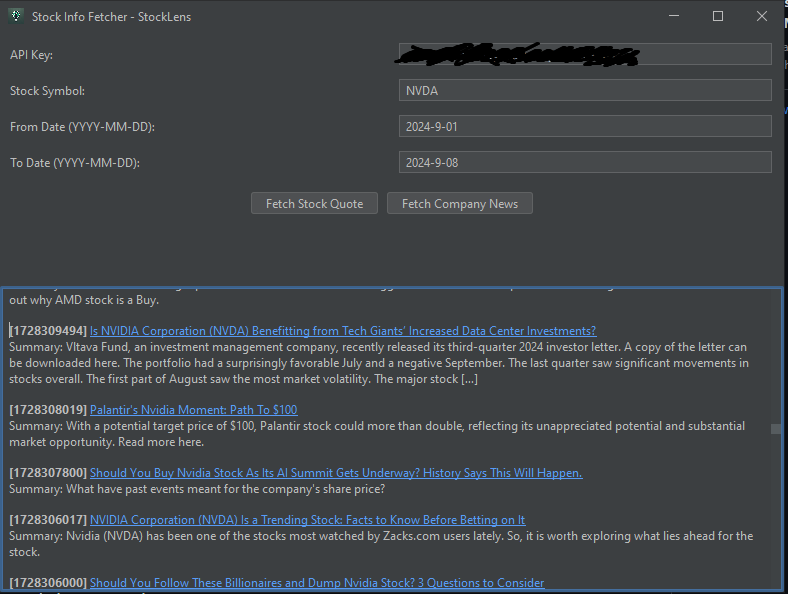 Stock Info Fetcher - StockLens
API Key:
Stock Symbol:
NVDA
From Date (YYYY-MM-DD):
2024-9-01
To Date (YYYY-MM-DD):
2024-9-08
Fetch Stock Quote
Fetch Company News
out why AMD stock is a Buy.
[1728309494] Is NVIDIA Corporation (NVDA) Benefitting from Tech Giants' Increased Data Center Investments?
Summary: Vltava Fund, an investment management company, recently released its third-quarter 2024 investor letter. A copy of the letter can
be downloaded here. The portfolio had a surprisingly favorable July and a negative September. The last quarter saw significant movements in
stocks overall. The first part of August saw the most market volatility. The major stock [...]
[1728308019] Palantir's Nvidia Moment: Path To $100
Summary: With a potential target price of $100, Palantir stock could more than double, reflecting its unappreciated potential and substantial
market opportunity. Read more here.
[1728307800] Should You Buy Nvidia Stock As Its AI Summit Gets Underway? History Says This Will Happen.
Summary: What have past events meant for the company's share price?
[1728306017] NVIDIA Corporation (NVDA) Is a Trending Stock: Facts to Know Before Betting on It
Summary: Nvidia (NVDA) has been one of the stocks most watched by Zacks.com users lately. So, it is worth exploring what lies ahead for the
stock.
[1728306000] Should You Follow These Billionaires and Dump Nvidia Stock? 3 Questions to Consider